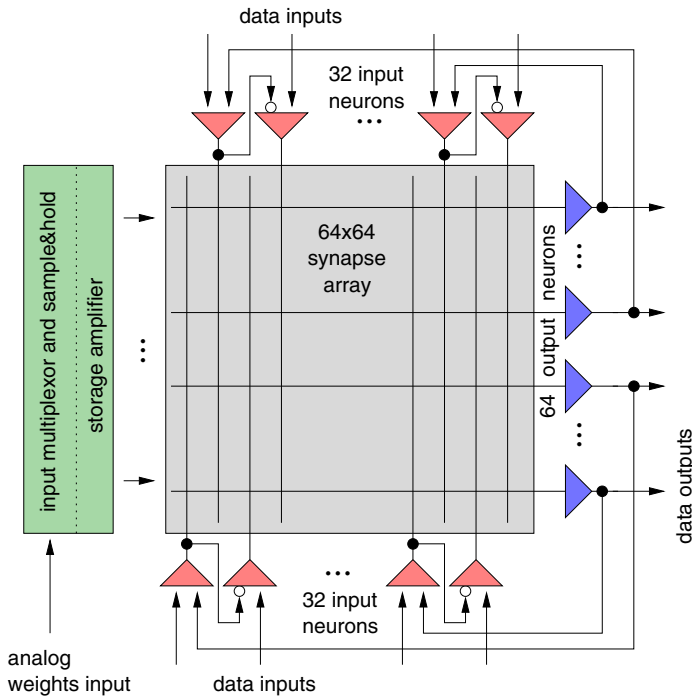 data inputs
32 input
neurons
...
64x64
synapse
array
input multiplexor and sample&hold
storage amplifier
...
64 output neurons
...
...
data outputs
...
32 input
neurons
analog
weights input
data inputs